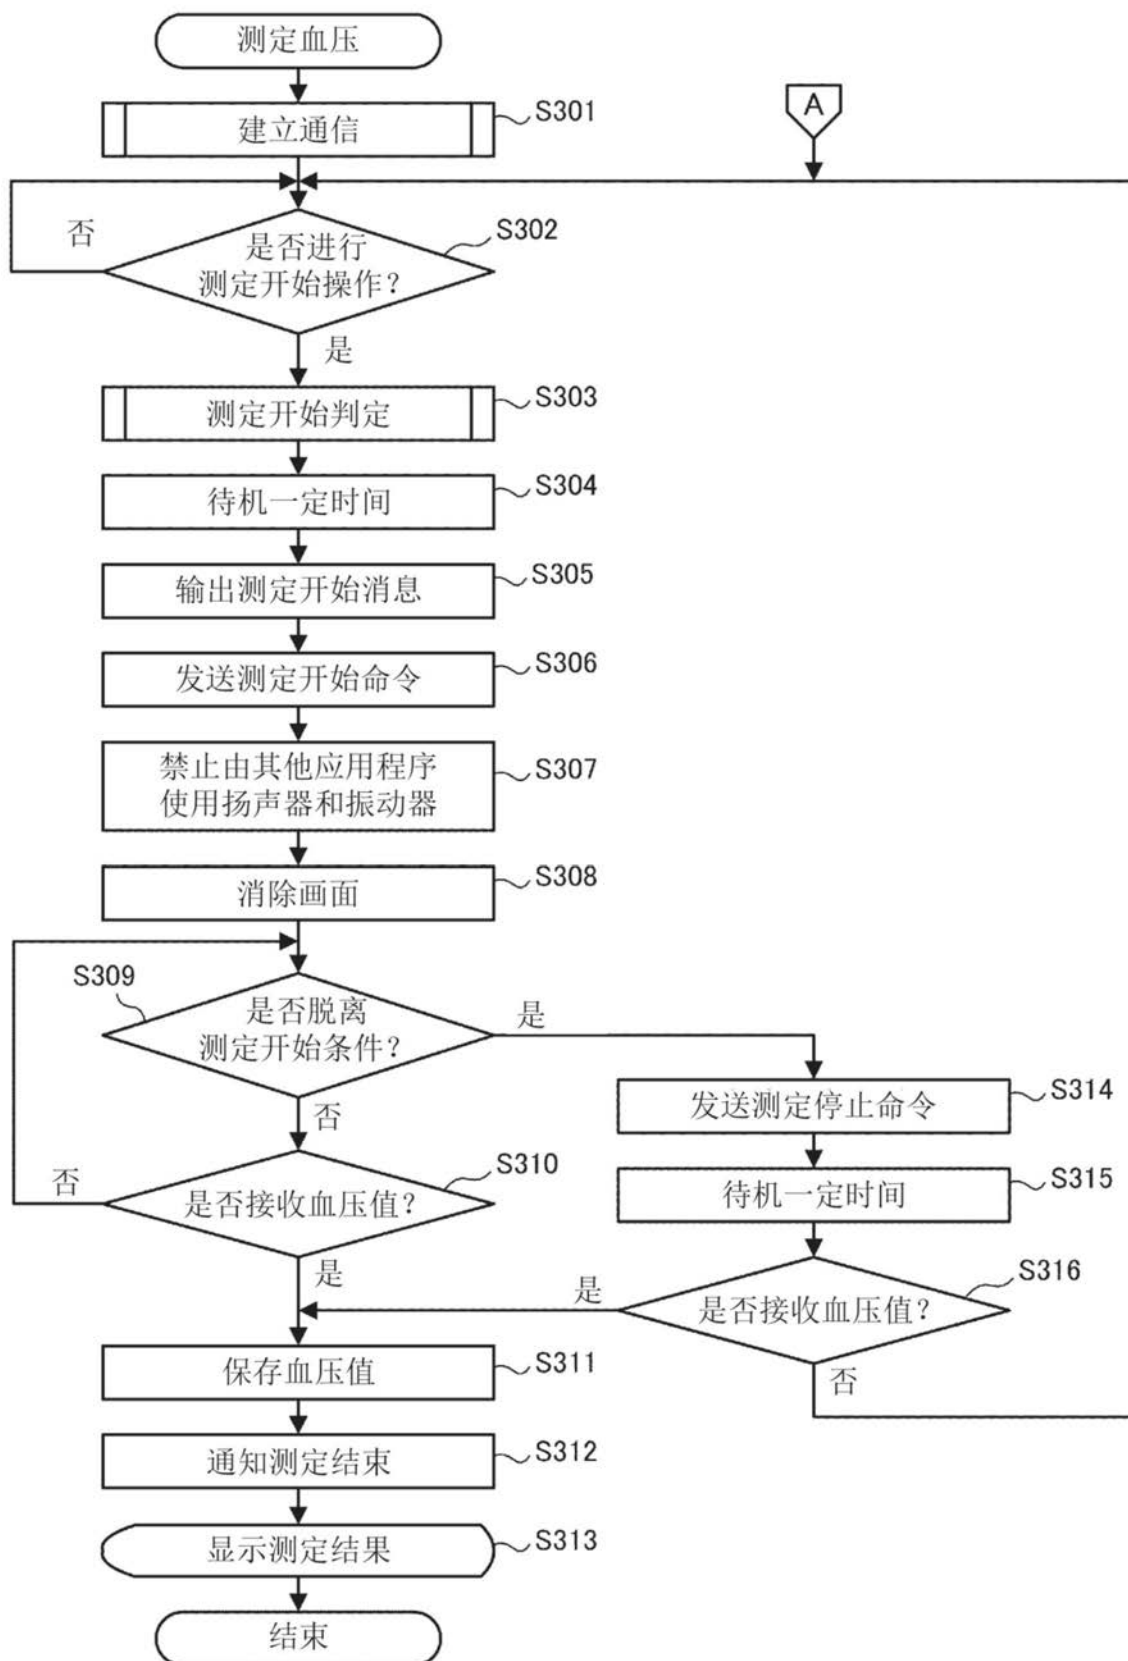 测定血压
建立通信
S301
A
是否进行
测定开始操作？
S302
否
是
测定开始判定
S303
待机一定时间
S304
输出测定开始消息
S305
发送测定开始命令
S306
禁止由其他应用程序
使用扬声器和振动器
S307
消除画面
S308
S309
是否脱离
测定开始条件？
是
否
发送测定停止命令
S314
否
是否接收血压值？
S310
待机一定时间
S315
是
是
是否接收血压值？
S316
否
保存血压值
S311
通知测定结束
S312
显示测定结果
S313
结束